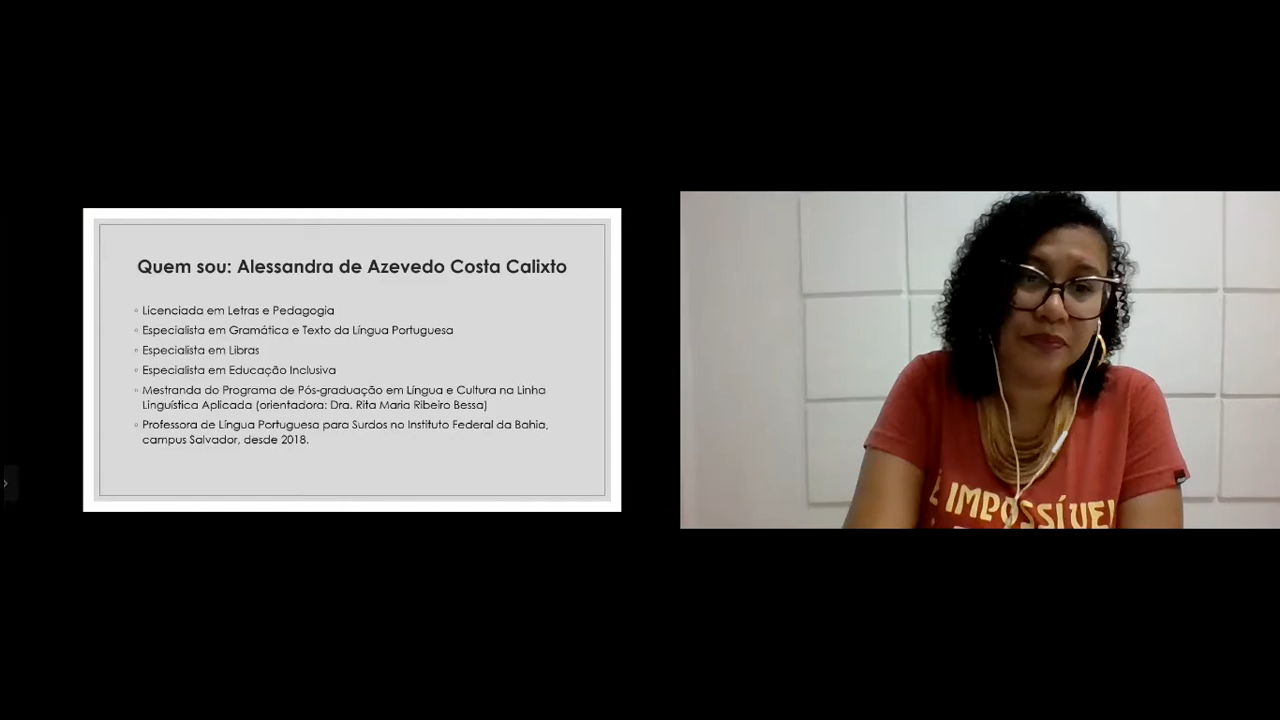 Quem sou: Alessandra de Azevedo Costa Calixto
◦ Licenciada em Letras e Pedagogia
◦ Especialista em Gramática e Texto da Língua Portuguesa
◦ Especialista em Libras
◦ Especialista em Educação Inclusiva
◦ Mestranda do Programa de Pós-graduação em Língua e Cultura na Linha
Linguística Aplicada (orientadora: Dra. Rita Maria Ribeiro Bessa)
◦ Professora de Língua Portuguesa para Surdos no Instituto Federal da Bahia,
campus Salvador, desde 2018.
É IMPOSSÍVEL